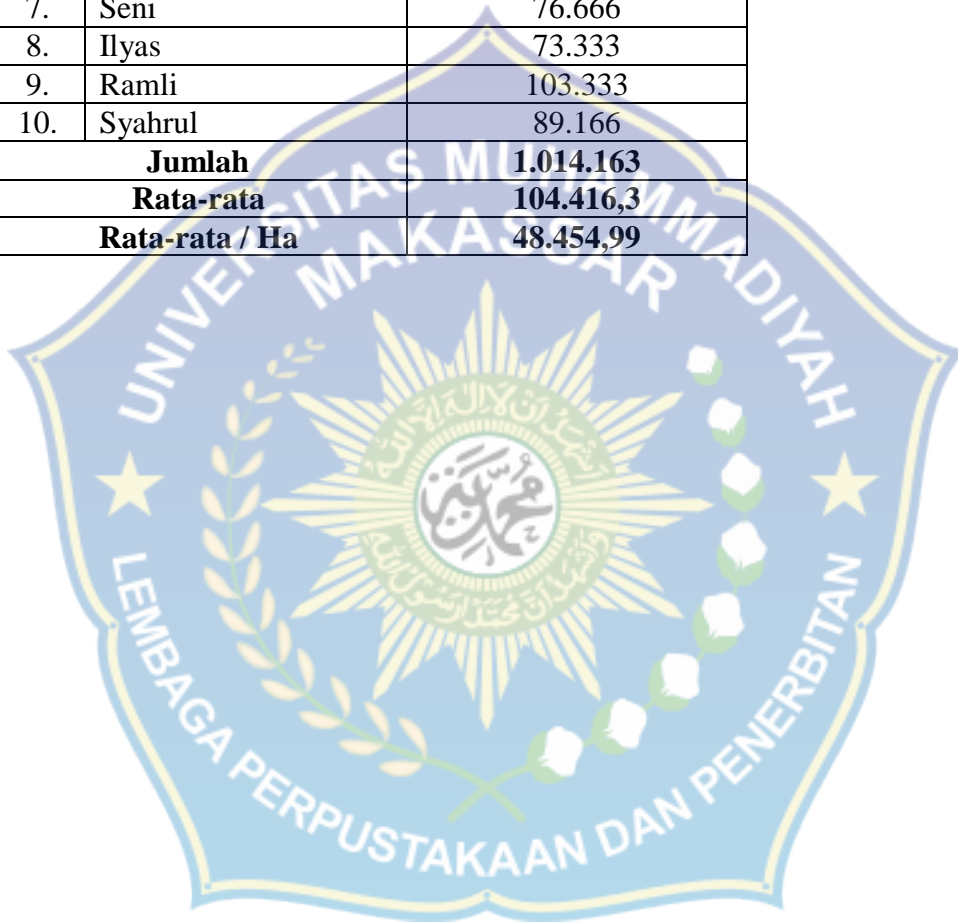 7. Seni 76.666
8. Ilyas 73.333
9. Ramli 103.333
10. Syahrul 89.166
Jumlah 1.014.163
Rata-rata 104.416,3
Rata-rata / Ha 48.454,99
UNIVERSITAS MUHAMMADIYAH
MAKASSAR
LEMBAGA PERPUSTAKAAN DAN PENERBITAN